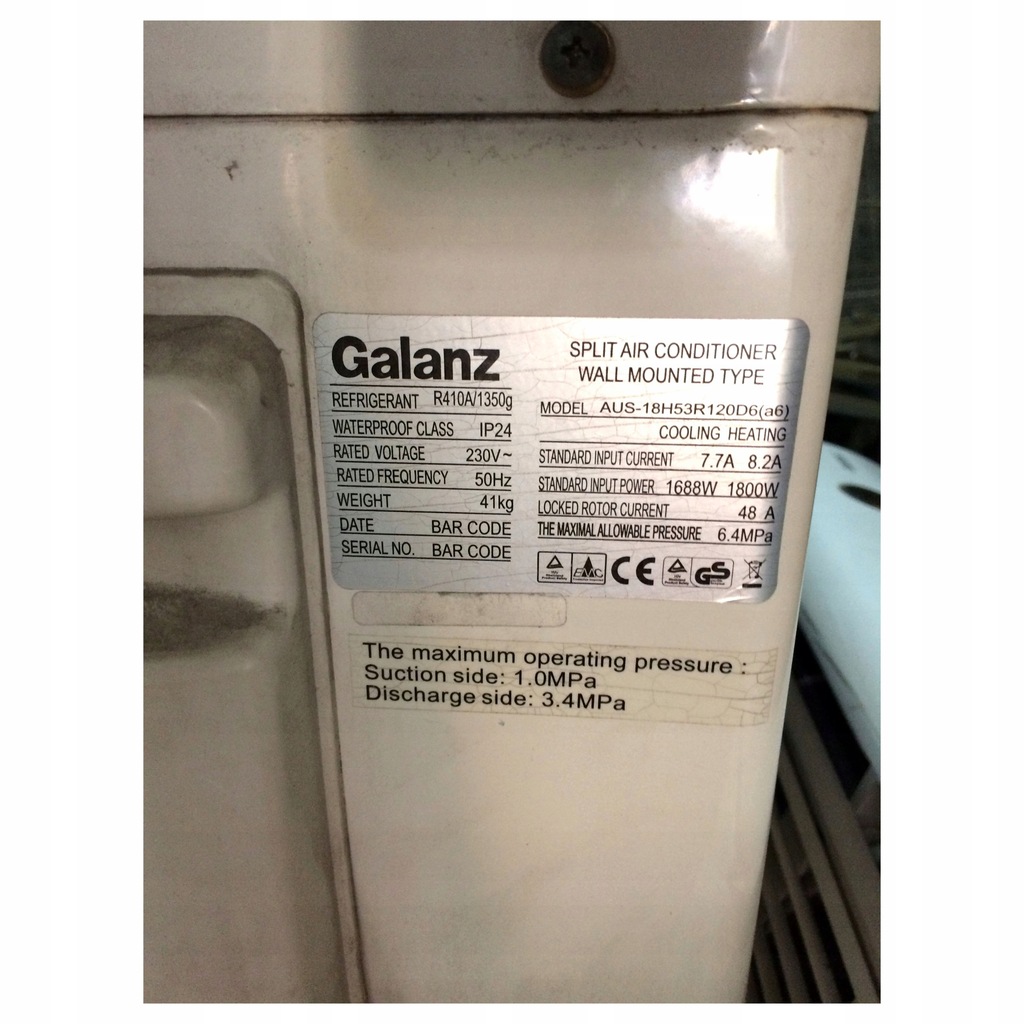 Galanz
REFRIGERANT R410A/1350g
WATERPROOF CLASS IP24
RATED VOLTAGE 230V~
RATED FREQUENCY 50Hz
WEIGHT 41kg
DATE BAR CODE
SERIAL NO. BAR CODE
SPLIT AIR CONDITIONER
WALL MOUNTED TYPE
MODEL AUS-18H53R120D6(a6)
COOLING HEATING
STANDARD INPUT CURRENT 7.7A 8.2A
STANDARD INPUT POWER 1688W 1800W
LOCKED ROTOR CURRENT 48 A
THE MAXIMAL ALLOWABLE PRESSURE 6.4MPa
EMC CE GS
The maximum operating pressure :
Suction side: 1.0MPa
Discharge side: 3.4MPa